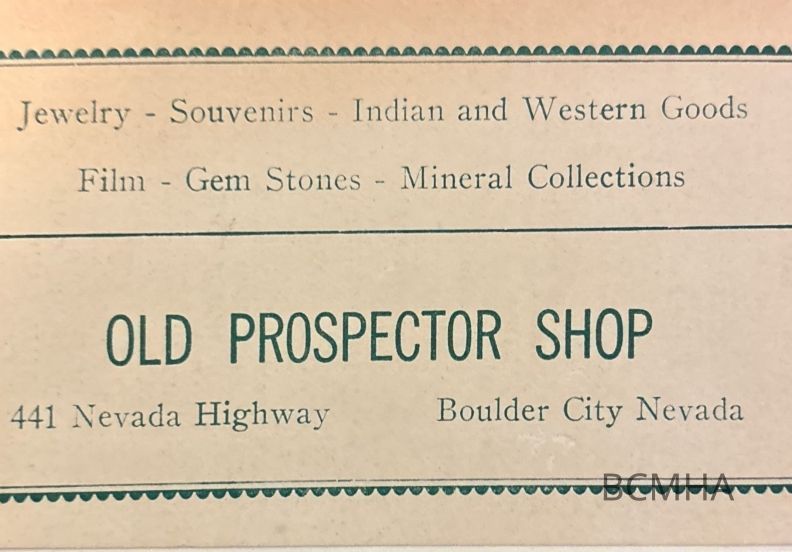 Jewelry - Souvenirs - Indian and Western Goods
Film - Gem Stones - Mineral Collections
OLD PROSPECTOR SHOP
441 Nevada Highway Boulder City Nevada
BCMHA